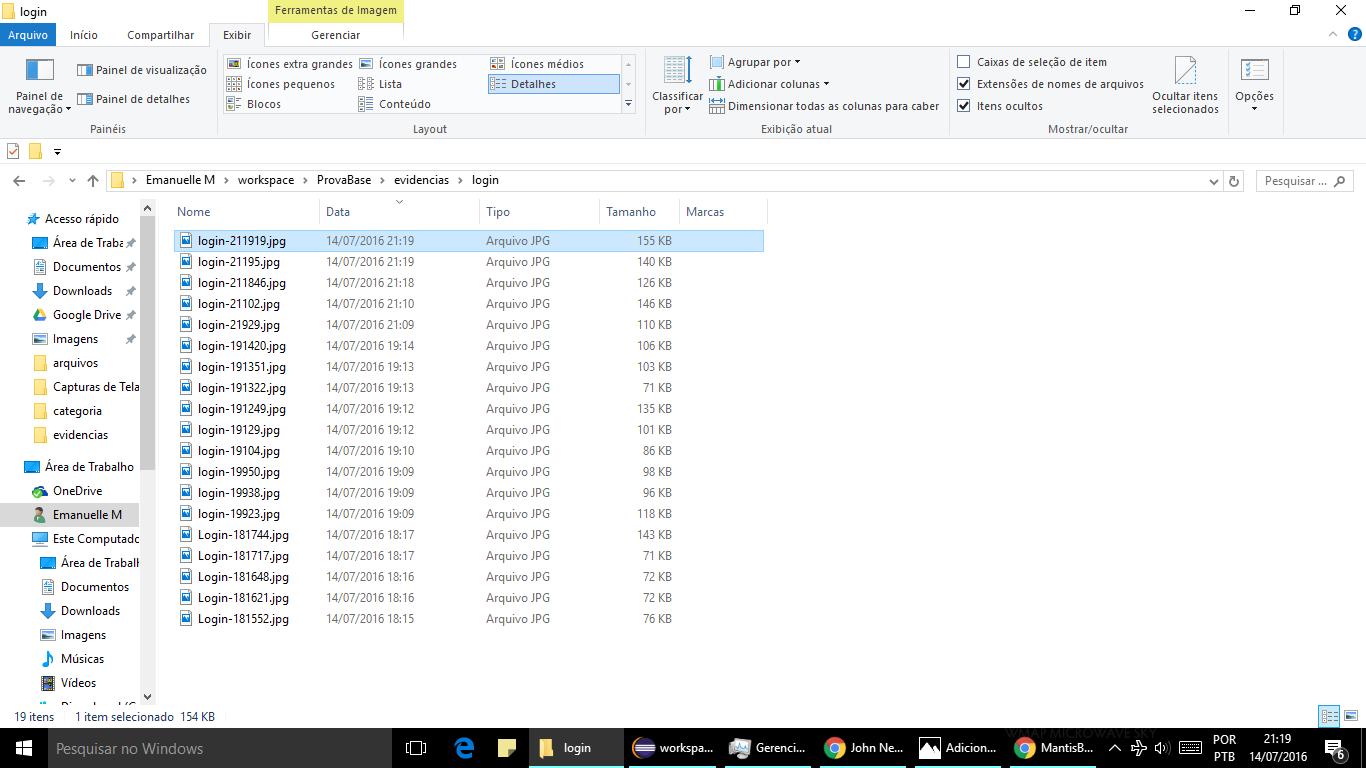 login
Ferramentas de Imagem
Arquivo Início Compartilhar Exibir Gerenciar
Painel de navegação
Painel de visualização
Painel de detalhes
Painéis
Ícones extra grandes Ícones grandes Ícones médios
Ícones pequenos Lista Detalhes
Blocos Conteúdo
Layout
Classificar por
Agrupar por
Adicionar colunas
Dimensionar todas as colunas para caber
Exibição atual
Caixas de seleção de item
Extensões de nomes de arquivos
Itens ocultos
Ocultar itens selecionados
Mostrar/ocultar
Opções
Emanuelle M > workspace > ProvaBase > evidencias > login
Pesquisar ...
Acesso rápido
Área de Traba
Documentos
Downloads
Google Drive
Imagens
arquivos
Capturas de Tela
categoria
evidencias
Área de Trabalho
OneDrive
Emanuelle M
Este Computado
Área de Trabalh
Documentos
Downloads
Imagens
Músicas
Vídeos
Nome Data Tipo Tamanho Marcas
login-211919.jpg 14/07/2016 21:19 Arquivo JPG 155 KB
login-21195.jpg 14/07/2016 21:19 Arquivo JPG 140 KB
login-211846.jpg 14/07/2016 21:18 Arquivo JPG 126 KB
login-21102.jpg 14/07/2016 21:10 Arquivo JPG 146 KB
login-21929.jpg 14/07/2016 21:09 Arquivo JPG 110 KB
login-191420.jpg 14/07/2016 19:14 Arquivo JPG 106 KB
login-191351.jpg 14/07/2016 19:13 Arquivo JPG 103 KB
login-191322.jpg 14/07/2016 19:13 Arquivo JPG 71 KB
login-191249.jpg 14/07/2016 19:12 Arquivo JPG 135 KB
login-19129.jpg 14/07/2016 19:12 Arquivo JPG 101 KB
login-19104.jpg 14/07/2016 19:10 Arquivo JPG 86 KB
login-19950.jpg 14/07/2016 19:09 Arquivo JPG 98 KB
login-19938.jpg 14/07/2016 19:09 Arquivo JPG 96 KB
login-19923.jpg 14/07/2016 19:09 Arquivo JPG 118 KB
Login-181744.jpg 14/07/2016 18:17 Arquivo JPG 143 KB
Login-181717.jpg 14/07/2016 18:17 Arquivo JPG 71 KB
Login-181648.jpg 14/07/2016 18:16 Arquivo JPG 72 KB
Login-181621.jpg 14/07/2016 18:16 Arquivo JPG 72 KB
Login-181552.jpg 14/07/2016 18:15 Arquivo JPG 76 KB
19 itens 1 item selecionado 154 KB
Pesquisar no Windows
login
workspa...
Gerenci...
John Ne...
Adicion...
MantisB...
WMAP MICROWAVE SKY
POR
PTB
21:19
14/07/2016
6